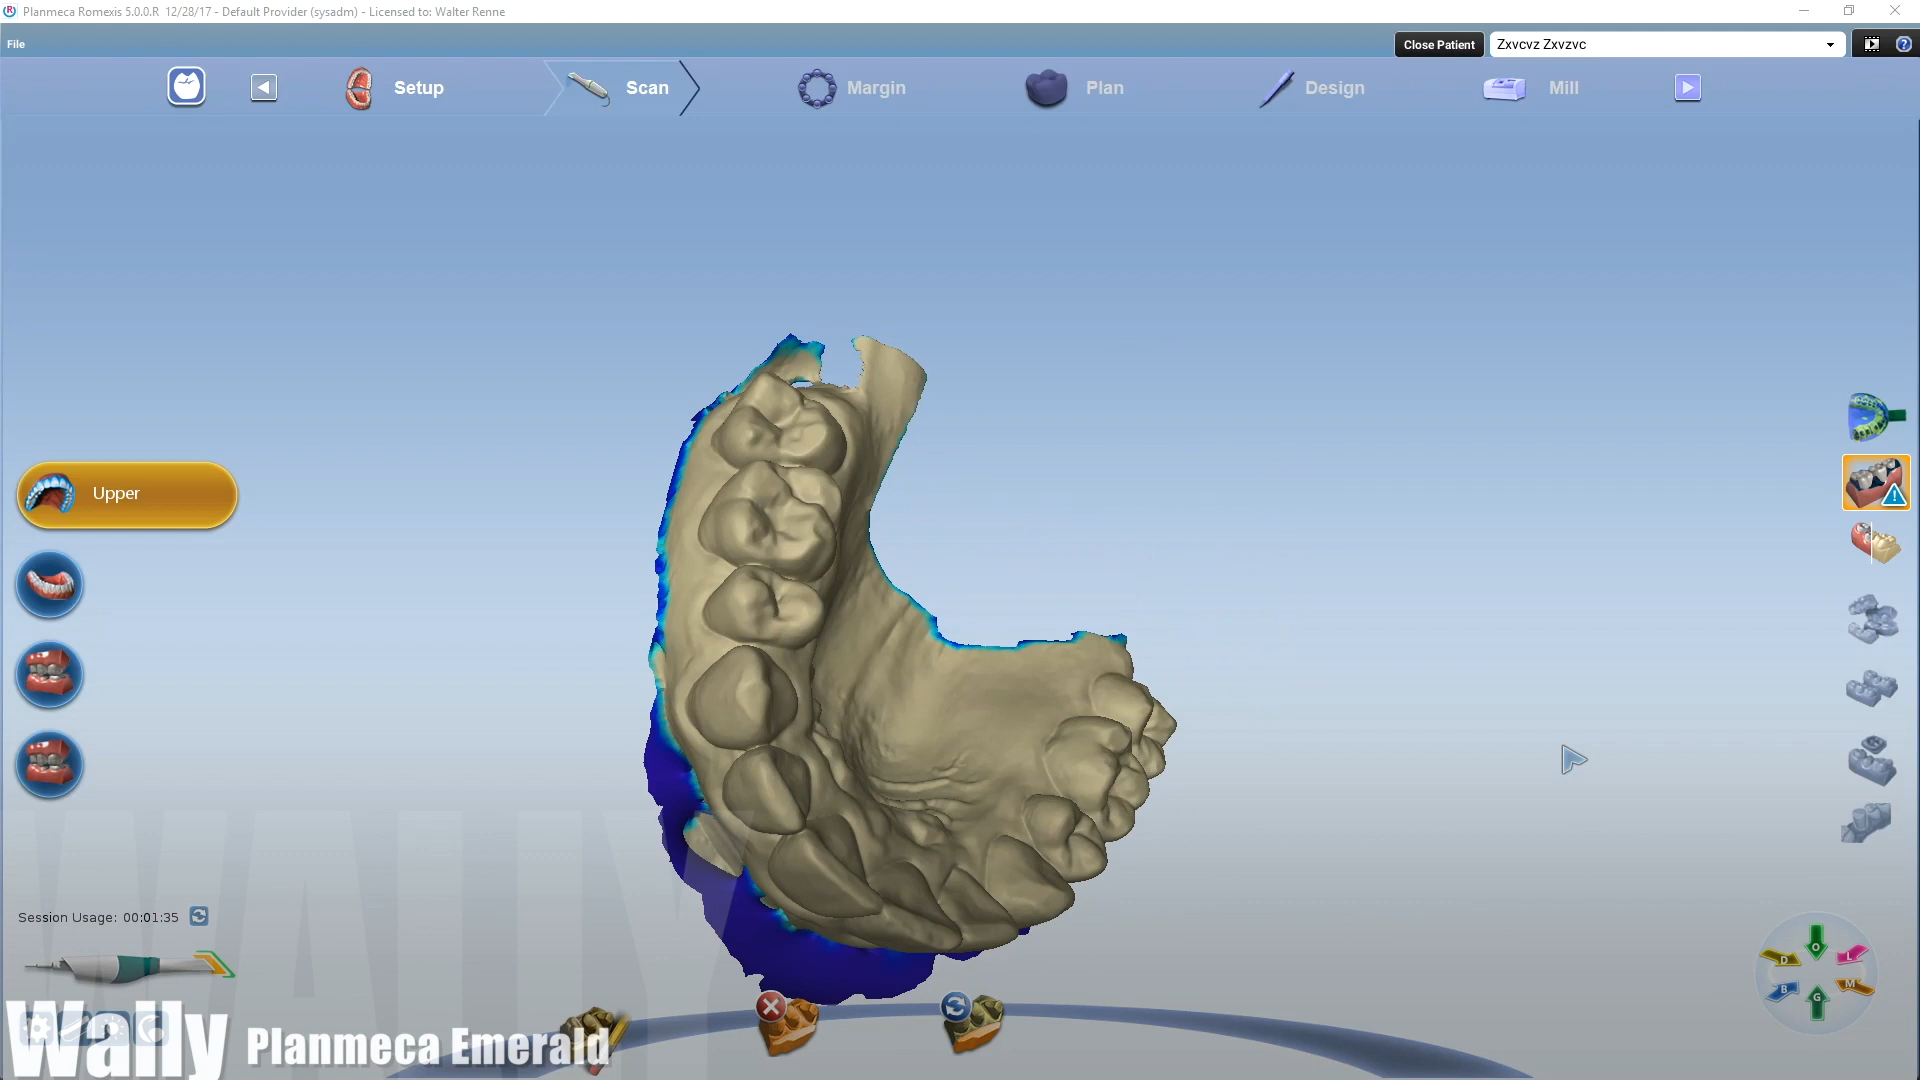 Planmeca Romexis 5.0.0.R 12/28/17 - Default Provider (sysadm) - Licensed to: Walter Renne
File
Close Patient
Zxvcvz Zxvzvc
Setup
Scan
Margin
Plan
Design
Mill
Upper
WALLY
Session Usage: 00:01:35
O
D
L
B
M
G
Wally Planmeca Emerald